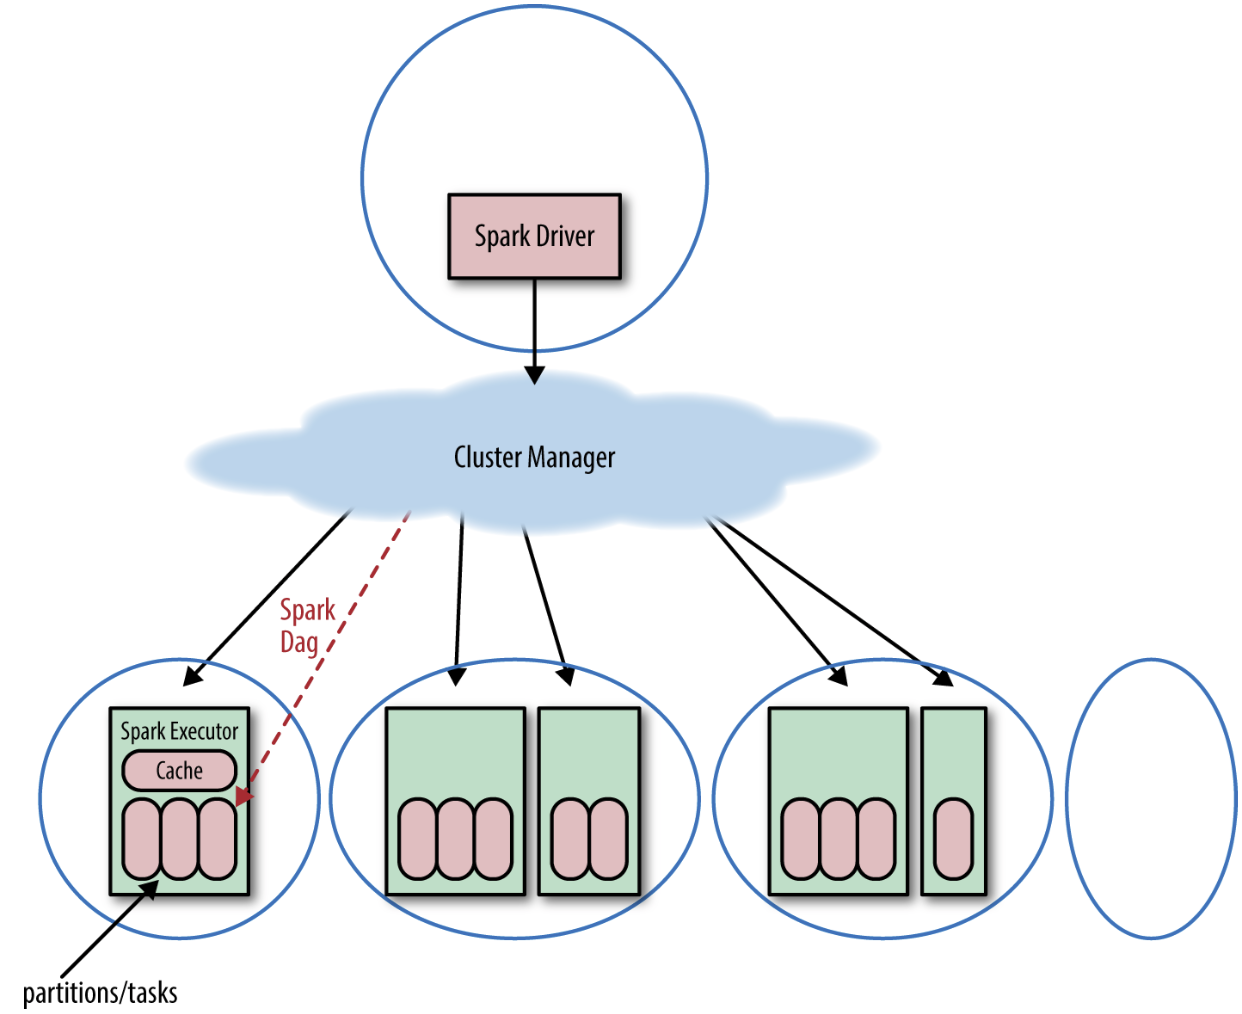 Spark Driver
Cluster Manager
Spark
Dag
Spark Executor
Cache
partitions/tasks